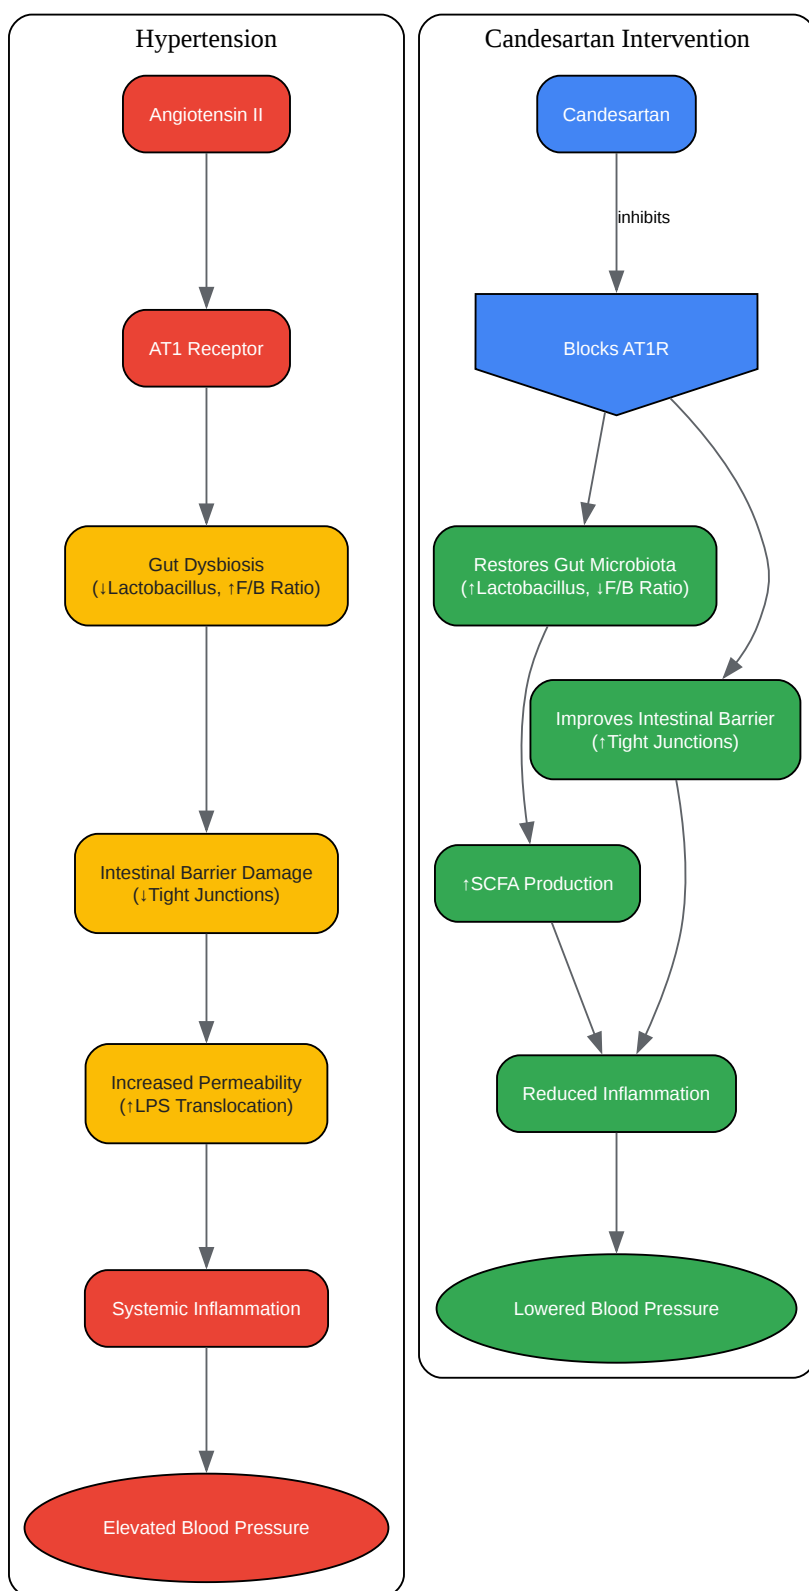 Hypertension
Angiotensin II
AT1 Receptor
Gut Dysbiosis
(↓Lactobacillus, ↑F/B Ratio)
Intestinal Barrier Damage
(↓Tight Junctions)
Increased Permeability
(↑LPS Translocation)
Systemic Inflammation
Elevated Blood Pressure
Candesartan Intervention
Candesartan
inhibits
Blocks AT1R
Restores Gut Microbiota
(↑Lactobacillus, ↓F/B Ratio)
Improves Intestinal Barrier
(↑Tight Junctions)
↑SCFA Production
Reduced Inflammation
Lowered Blood Pressure